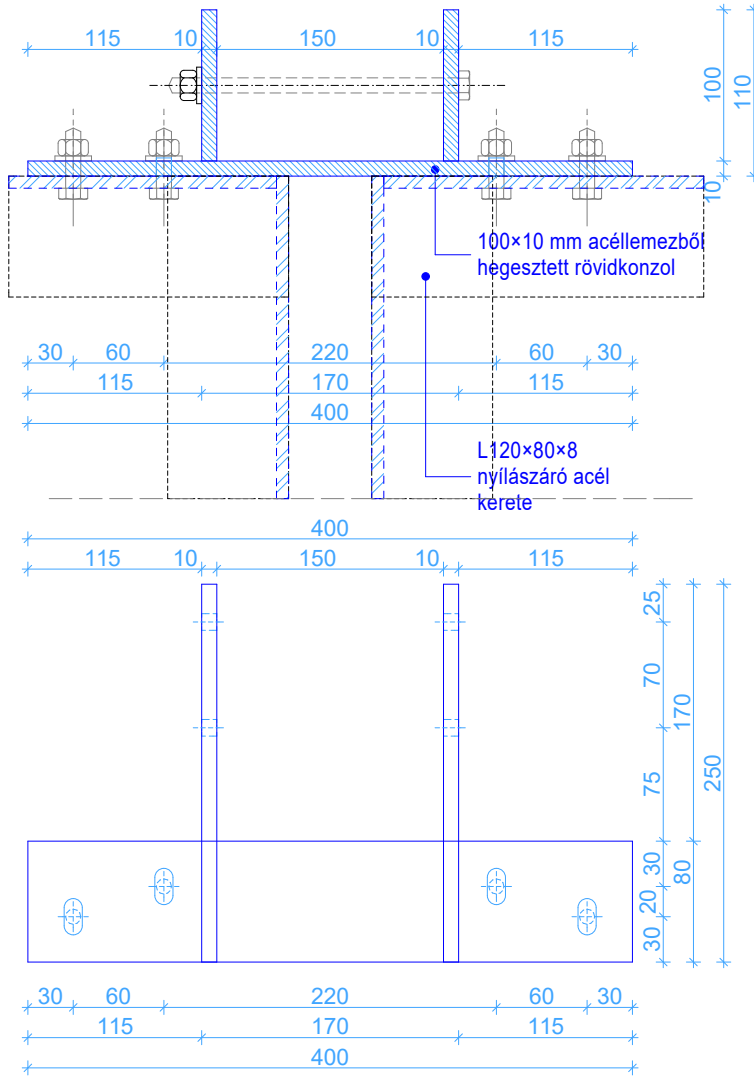 115 10 150 10 115
100
110
10
100×10 mm acéllemezből
hegesztett rövidkonzol
30 60 220 60 30
115 170 115
400
L120×80×8
nyílászáró acél
kerete
400
115 10 150 10 115
25
70
170
75
250
30
80
20
30
30 60 220 60 30
115 170 115
400